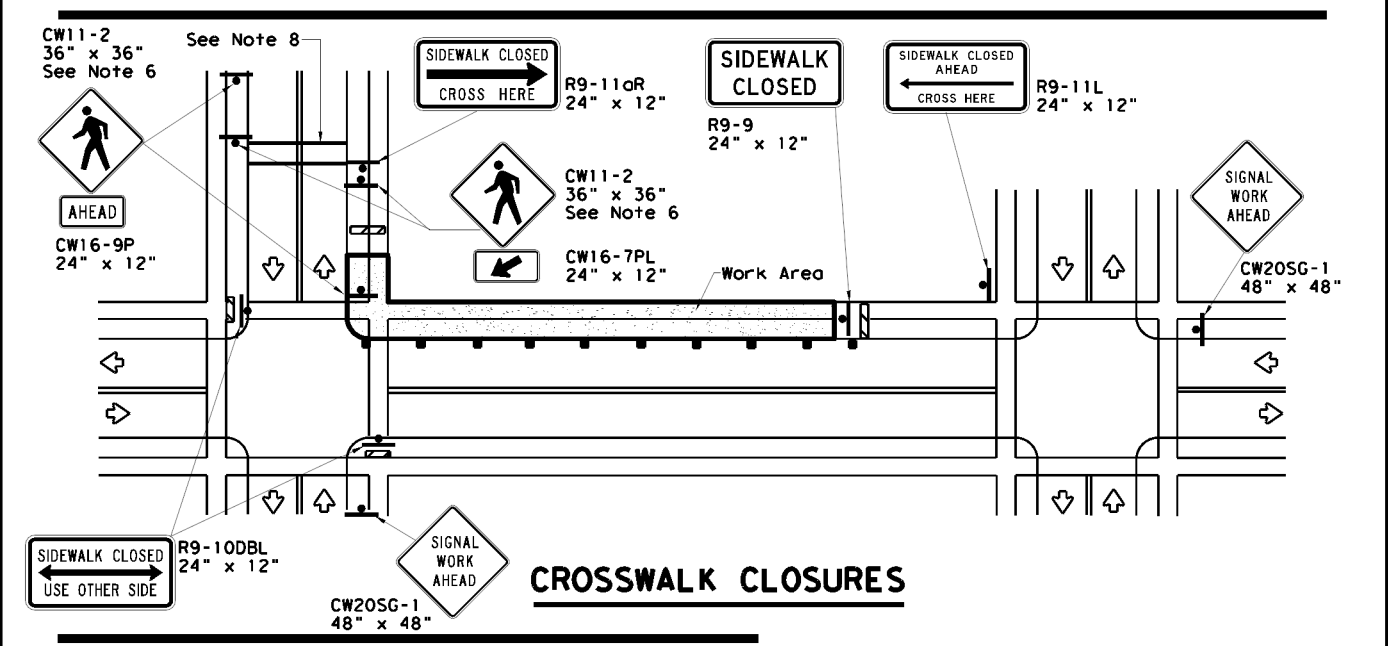 CW11-2
36" x 36"
See Note 6
AHEAD
CW16-9P
24" x 12"
See Note 8
SIDEWALK CLOSED
CROSS HERE
R9-11aR
24" x 12"
CW11-2
36" x 36"
See Note 6
CW16-7PL
24" x 12"
SIDEWALK
CLOSED
R9-9
24" x 12"
SIDEWALK CLOSED
AHEAD
CROSS HERE
R9-11L
24" x 12"
SIGNAL
WORK
AHEAD
CW20SG-1
48" x 48"
Work Area
SIDEWALK CLOSED
USE OTHER SIDE
R9-10DBL
24" x 12"
SIGNAL
WORK
AHEAD
CW20SG-1
48" x 48"
CROSSWALK CLOSURES